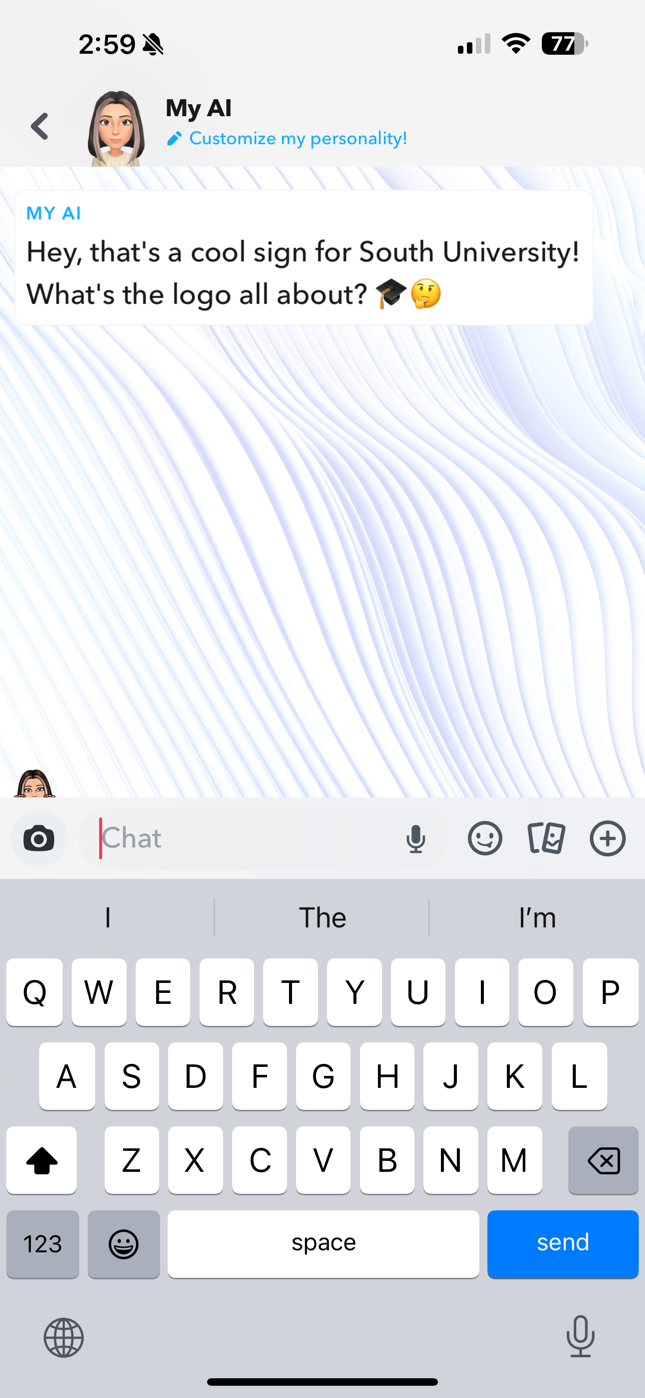 2:59
77
My AI
Customize my personality!
MY AI
Hey, that's a cool sign for South University!
What's the logo all about? 🎓🤔
Chat
I The I'm
Q W E R T Y U I O P
A S D F G H J K L
Z X C V B N M
123 space send